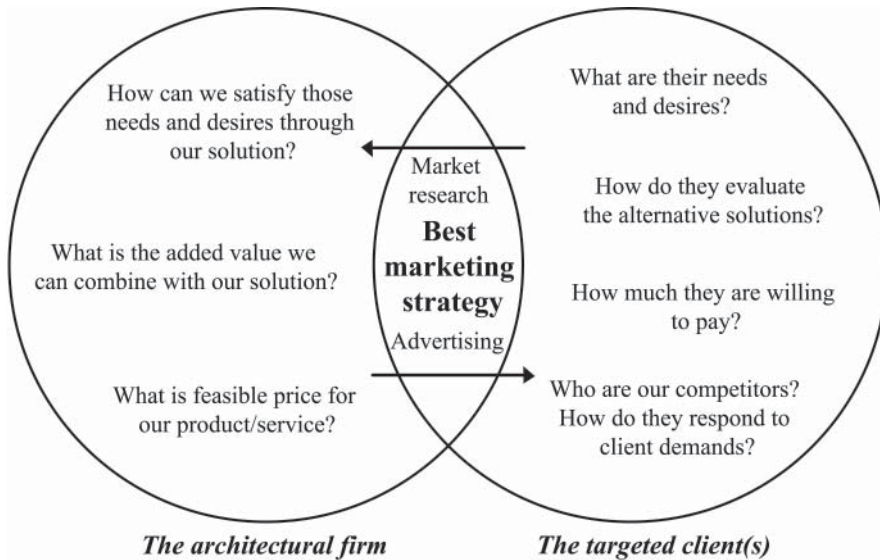 How can we satisfy those
needs and desires through
our solution?
What is the added value we
can combine with our solution?
What is feasible price for
our product/service?
Market
research
Best
marketing
strategy
Advertising
What are their needs
and desires?
How do they evaluate
the alternative solutions?
How much they are willing
to pay?
Who are our competitors?
How do they respond to
client demands?
The architectural firm
The targeted client(s)